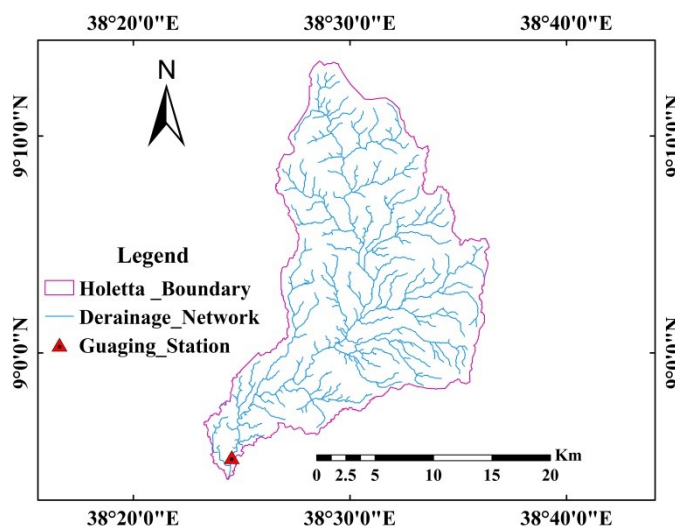 38°20'0"E 38°30'0"E 38°40'0"E
N
9°10'0"N 9°10'0"N
Legend
Holetta _Boundary
Derainage_Network
Guaging_Station
9°0'0"N 9°0'0"N
Km
0 2.5 5 10 15 20
38°20'0"E 38°30'0"E 38°40'0"E